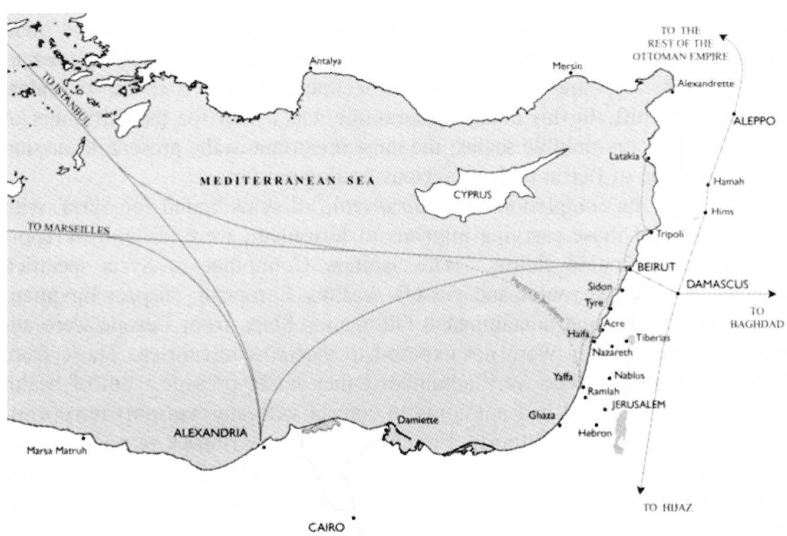 TO THE
REST OF THE
OTTOMAN EMPIRE
Antalya
Mersin
Alexandrette
TO ISTANBUL
ALEPPO
Latakia
MEDITERRANEAN SEA
Hamah
CYPRUS
Hims
TO MARSEILLES
Tripoli
BEIRUT
Sidon
DAMASCUS
Tyre
TO
BAGHDAD
Acre
Haifa
Tiberias
Nazareth
Yaffa
Nablus
Ramlah
JERUSALEM
Ghaza
Damiette
Hebron
ALEXANDRIA
Marsa Matruh
TO HIJAZ
CAIRO